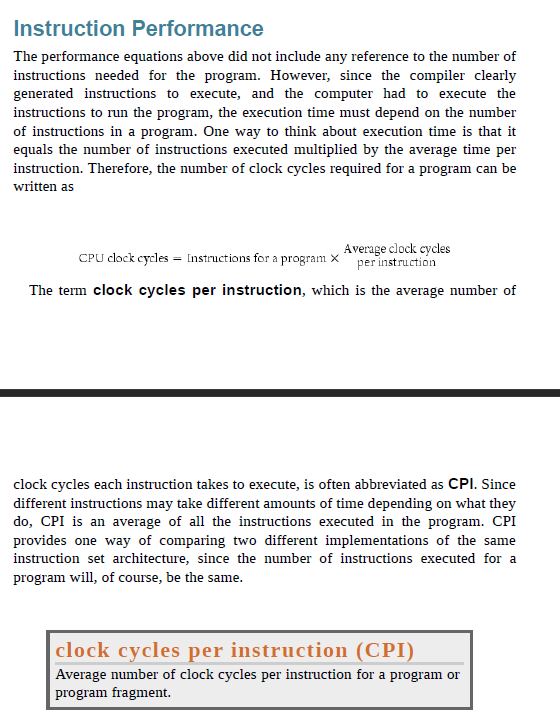 Instruction Performance
The performance equations above did not include any reference to the number of
instructions needed for the program. However, since the compiler clearly
generated instructions to execute, and the computer had to execute the
instructions to run the program, the execution time must depend on the number
of instructions in a program. One way to think about execution time is that it
equals the number of instructions executed multiplied by the average time per
instruction. Therefore, the number of clock cycles required for a program can be
written as
CPU clock cycles = Instructions for a program × Average clock cycles
per instruction
The term clock cycles per instruction, which is the average number of
clock cycles each instruction takes to execute, is often abbreviated as CPI. Since
different instructions may take different amounts of time depending on what they
do, CPI is an average of all the instructions executed in the program. CPI
provides one way of comparing two different implementations of the same
instruction set architecture, since the number of instructions executed for a
program will, of course, be the same.
clock cycles per instruction (CPI)
Average number of clock cycles per instruction for a program or
program fragment.